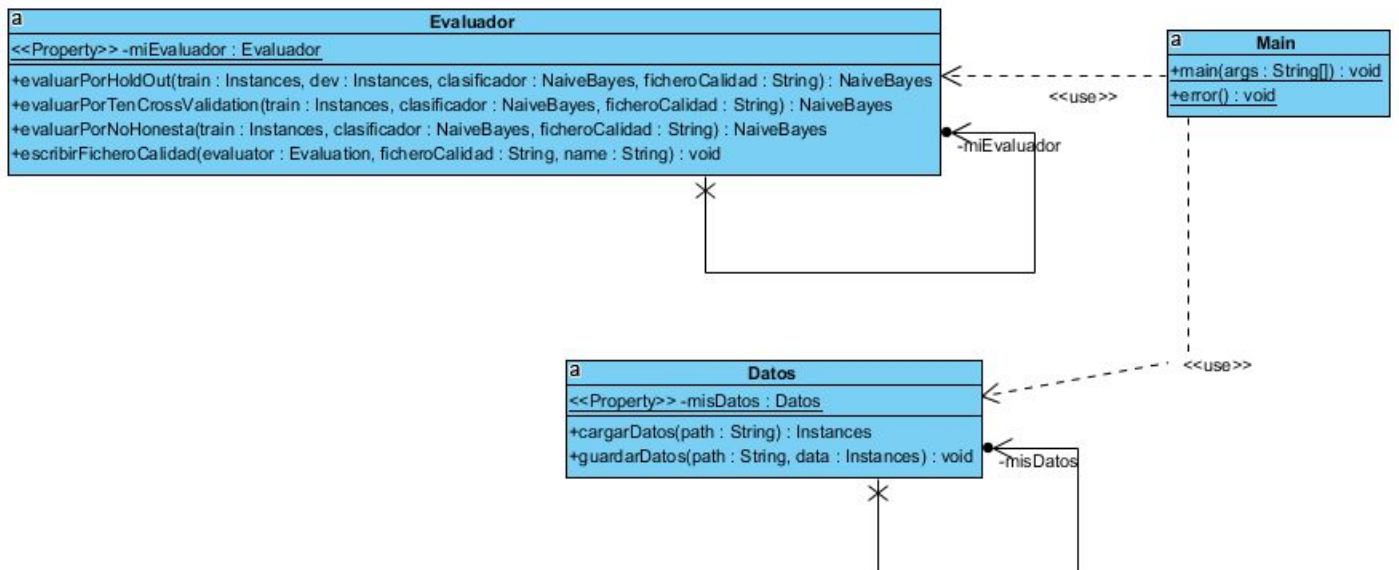 a
Evaluador
<<Property>> -miEvaluador : Evaluador
+evaluarPorHoldOut(train : Instances, dev : Instances, clasificador : NaiveBayes, ficheroCalidad : String) : NaiveBayes
+evaluarPorTenCrossValidation(train : Instances, clasificador : NaiveBayes, ficheroCalidad : String) : NaiveBayes
+evaluarPorNoHonesta(train : Instances, clasificador : NaiveBayes, ficheroCalidad : String) : NaiveBayes
+escribirFicheroCalidad(evaluator : Evaluation, ficheroCalidad : String, name : String) : void
a
Main
+main(args : String[]) : void
+error() : void
<<use>>
-miEvaluador
<<use>>
a
Datos
<<Property>> -misDatos : Datos
+cargarDatos(path : String) : Instances
+guardarDatos(path : String, data : Instances) : void
-misDatos